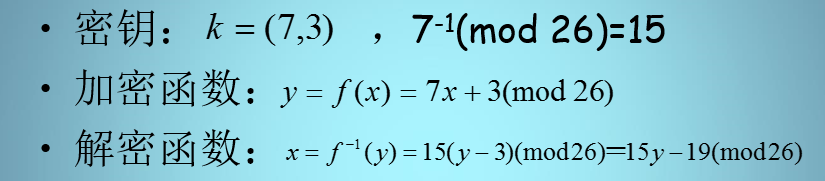 • 密钥： k = (7,3) ，7⁻¹(mod 26)=15
• 加密函数：y = f(x) = 7x + 3(mod 26)
• 解密函数： x = f⁻¹(y) = 15(y − 3)(mod26)=15y − 19(mod26)